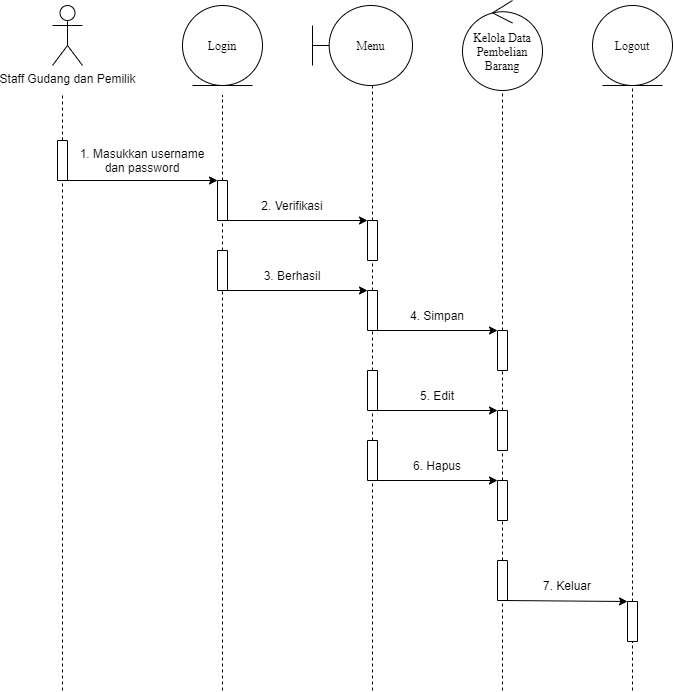 Staff Gudang dan Pemilik
Login
Menu
Kelola Data
Pembelian
Barang
Logout
1. Masukkan username
dan password
2. Verifikasi
3. Berhasil
4. Simpan
5. Edit
6. Hapus
7. Keluar